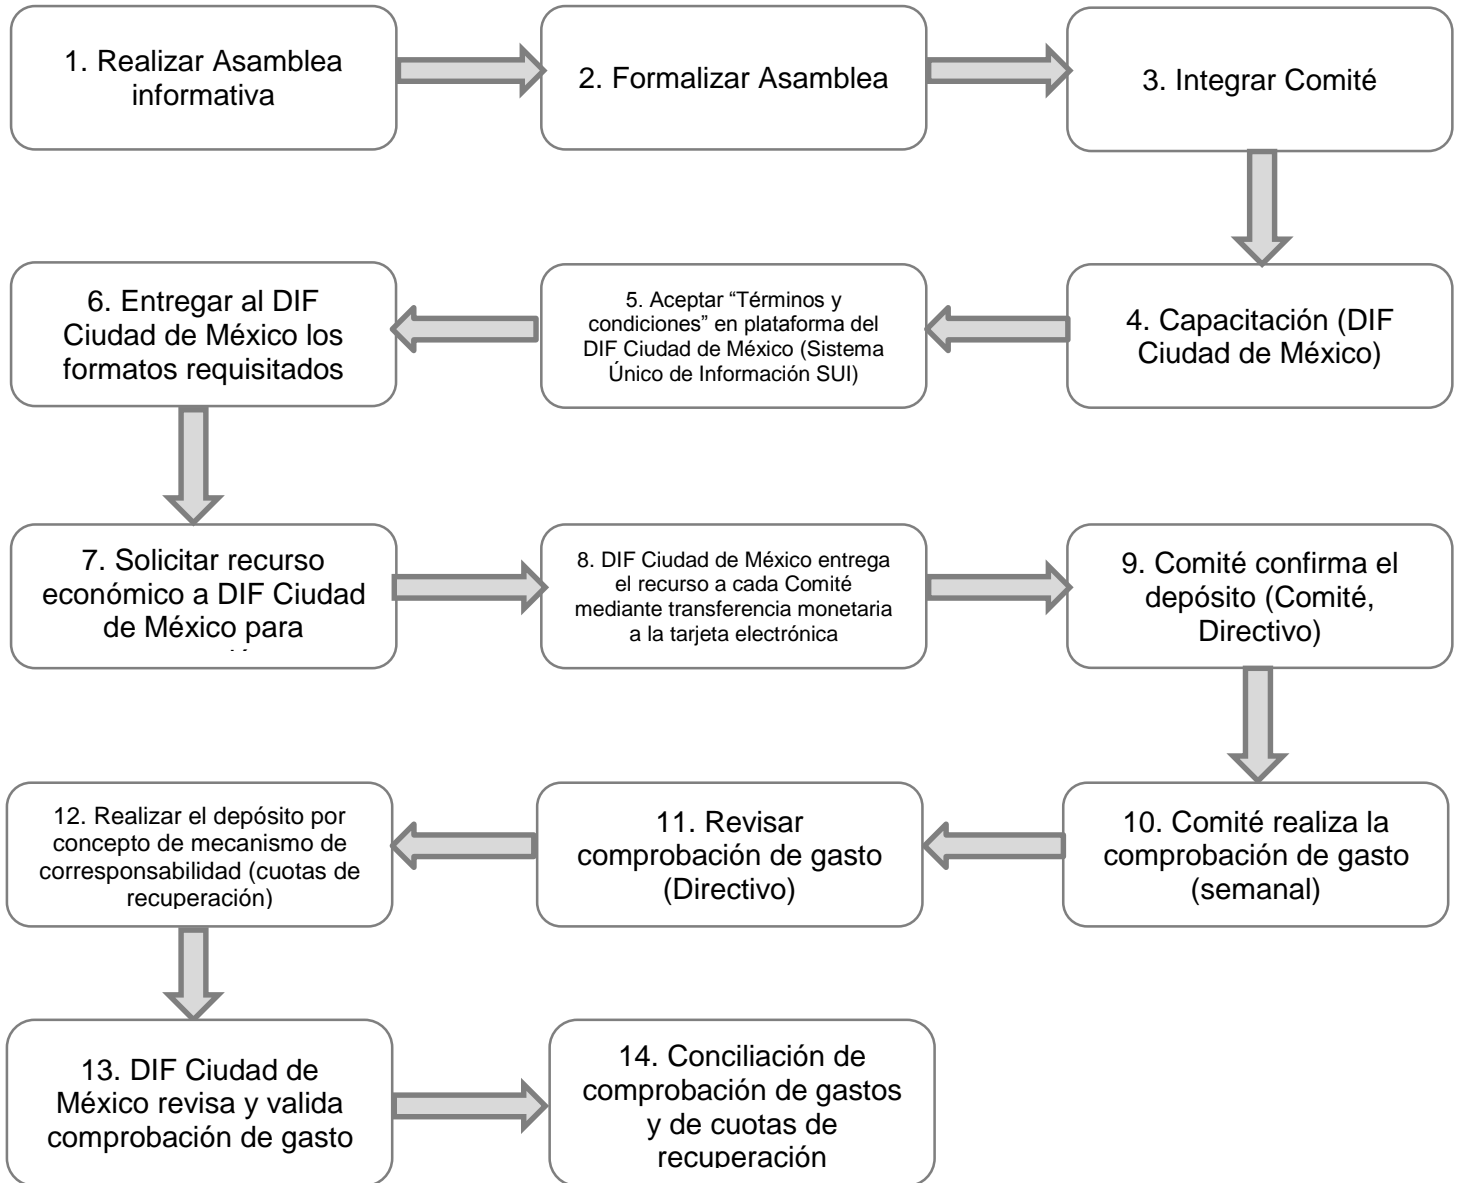 1. Realizar Asamblea
informativa
2. Formalizar Asamblea
3. Integrar Comité
4. Capacitación (DIF
Ciudad de México)
5. Aceptar “Términos y
condiciones” en plataforma del
DIF Ciudad de México (Sistema
Único de Información SUI)
6. Entregar al DIF
Ciudad de México los
formatos requisitados
7. Solicitar recurso
económico a DIF Ciudad
de México para
8. DIF Ciudad de México entrega
el recurso a cada Comité
mediante transferencia monetaria
a la tarjeta electrónica
9. Comité confirma el
depósito (Comité,
Directivo)
10. Comité realiza la
comprobación de gasto
(semanal)
11. Revisar
comprobación de gasto
(Directivo)
12. Realizar el depósito por
concepto de mecanismo de
corresponsabilidad (cuotas de
recuperación)
13. DIF Ciudad de
México revisa y valida
comprobación de gasto
14. Conciliación de
comprobación de gastos
y de cuotas de
recuperación